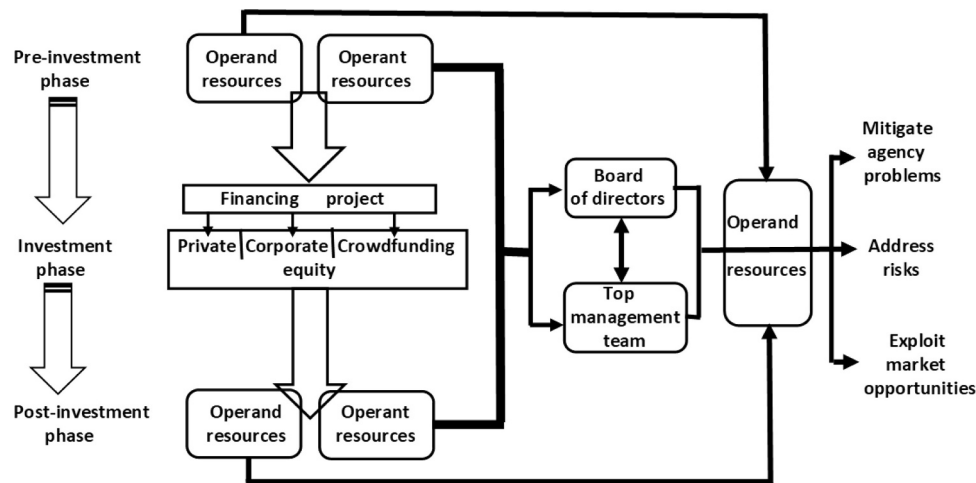 Pre-investment
phase
Operand
resources
Operant
resources
Financing project
Private Corporate Crowdfunding
equity
Investment
phase
Post-investment
phase
Operand
resources
Operant
resources
Board
of directors
Top
management
team
Operand
resources
Mitigate
agency
problems
Address
risks
Exploit
market
opportunities